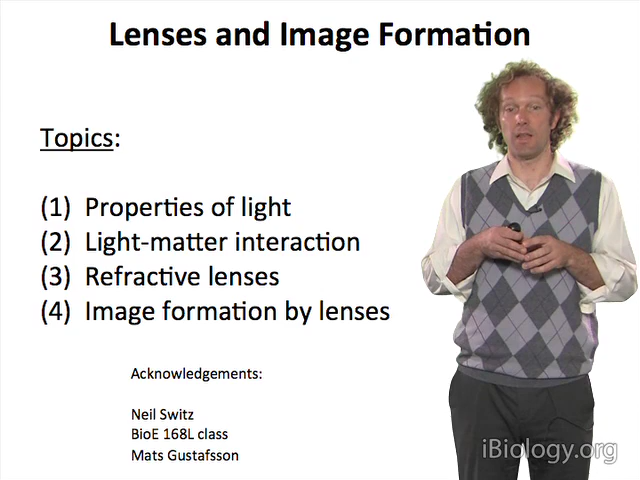 Lenses and Image Formation
Topics:
(1) Properties of light
(2) Light-matter interaction
(3) Refractive lenses
(4) Image formation by lenses
Acknowledgements:
Neil Switz
BioE 168L class
Mats Gustafsson
iBiology.org